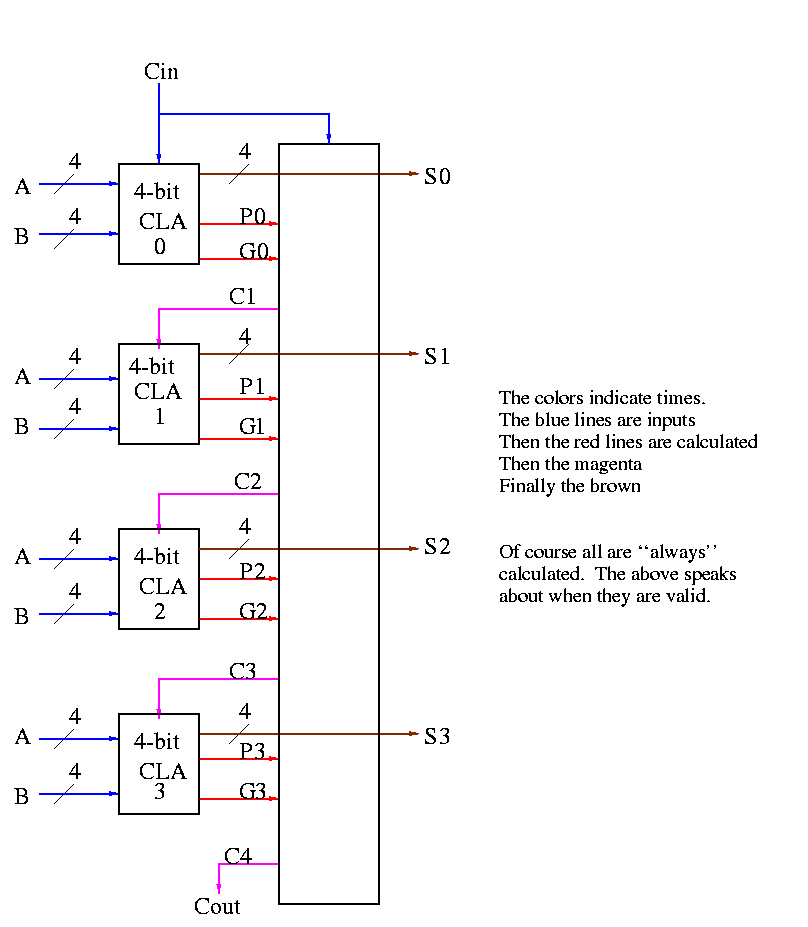 Cin
4
4
A
4-bit
S0
4
P0
B
CLA
0
G0
C1
4
4
A
4-bit
S1
P1
4
CLA
B
1
G1
The colors indicate times.
The blue lines are inputs
Then the red lines are calculated
Then the magenta
Finally the brown
C2
4
4
A
4-bit
S2
P2
4
CLA
B
2
G2
Of course all are ‘‘always’’
calculated. The above speaks
about when they are valid.
C3
4
4
A
4-bit
S3
P3
4
CLA
B
3
G3
C4
Cout